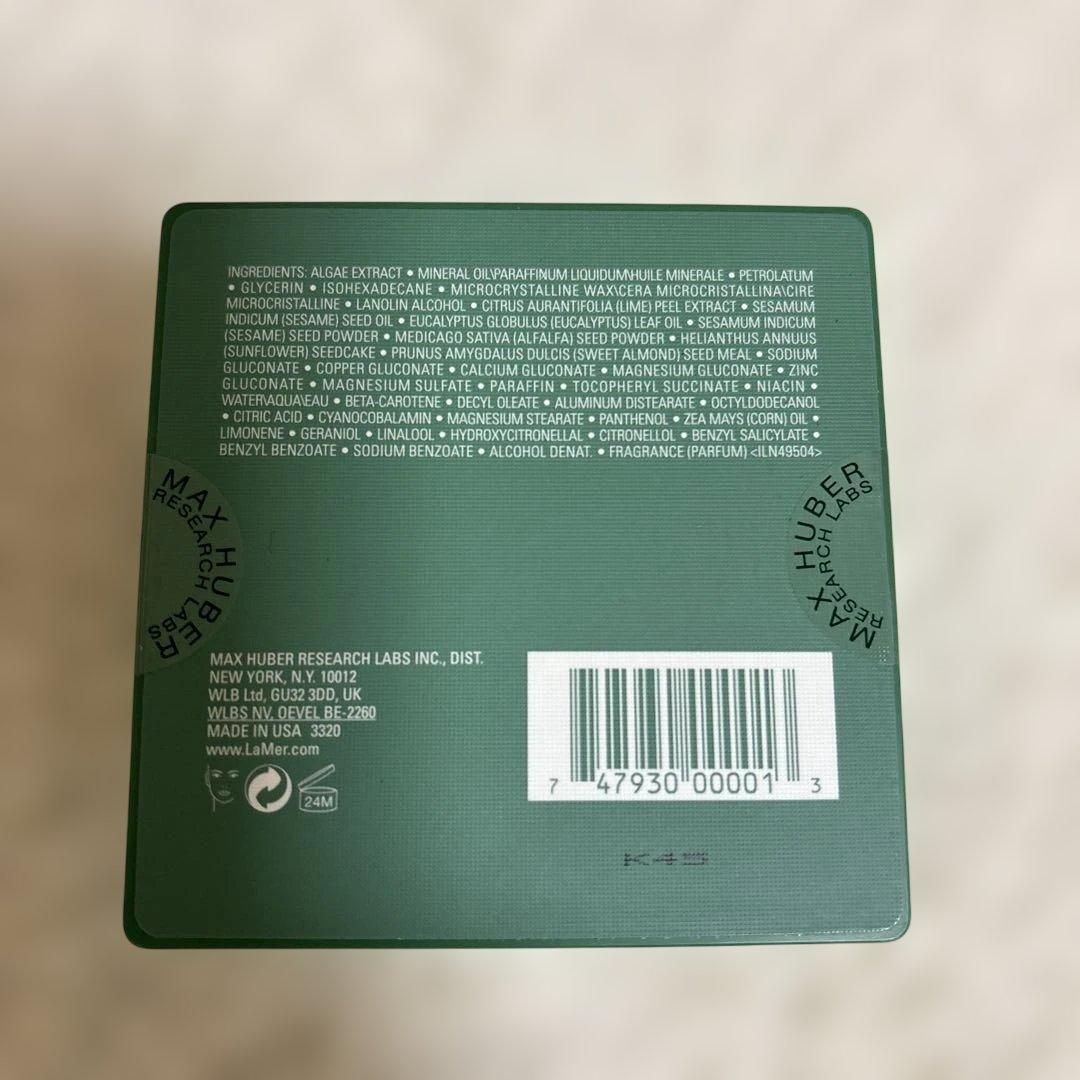 INGREDIENTS: ALGAE EXTRACT • MINERAL OIL\PARAFFINUM LIQUIDUM\HUILE MINERALE • PETROLATUM
• GLYCERIN • ISOHEXADECANE • MICROCRYSTALLINE WAX\CERA MICROCRISTALLINA\CIRE
MICROCRISTALLINE • LANOLIN ALCOHOL • CITRUS AURANTIFOLIA (LIME) PEEL EXTRACT • SESAMUM
INDICUM (SESAME) SEED OIL • EUCALYPTUS GLOBULUS (EUCALYPTUS) LEAF OIL • SESAMUM INDICUM
(SESAME) SEED POWDER • MEDICAGO SATIVA (ALFALFA) SEED POWDER • HELIANTHUS ANNUUS
(SUNFLOWER) SEEDCAKE • PRUNUS AMYGDALUS DULCIS (SWEET ALMOND) SEED MEAL • SODIUM
GLUCONATE • COPPER GLUCONATE • CALCIUM GLUCONATE • MAGNESIUM GLUCONATE • ZINC
GLUCONATE • MAGNESIUM SULFATE • PARAFFIN • TOCOPHERYL SUCCINATE • NIACIN •
WATER\AQUA\EAU • BETA-CAROTENE • DECYL OLEATE • ALUMINUM DISTEARATE • OCTYLDODECANOL
• CITRIC ACID • CYANOCOBALAMIN • MAGNESIUM STEARATE • PANTHENOL • ZEA MAYS (CORN) OIL •
LIMONENE • GERANIOL • LINALOOL • HYDROXYCITRONELLAL • CITRONELLOL • BENZYL SALICYLATE •
BENZYL BENZOATE • SODIUM BENZOATE • ALCOHOL DENAT. • FRAGRANCE (PARFUM) <ILN49504>
MAX HUBER
RESEARCH LABS
MAX HUBER
RESEARCH LABS
MAX HUBER RESEARCH LABS INC., DIST.
NEW YORK, N.Y. 10012
WLB Ltd, GU32 3DD, UK
WLBS NV, OEVEL BE-2260
MADE IN USA 3320
www.LaMer.com
24M
7 47930 00001 3